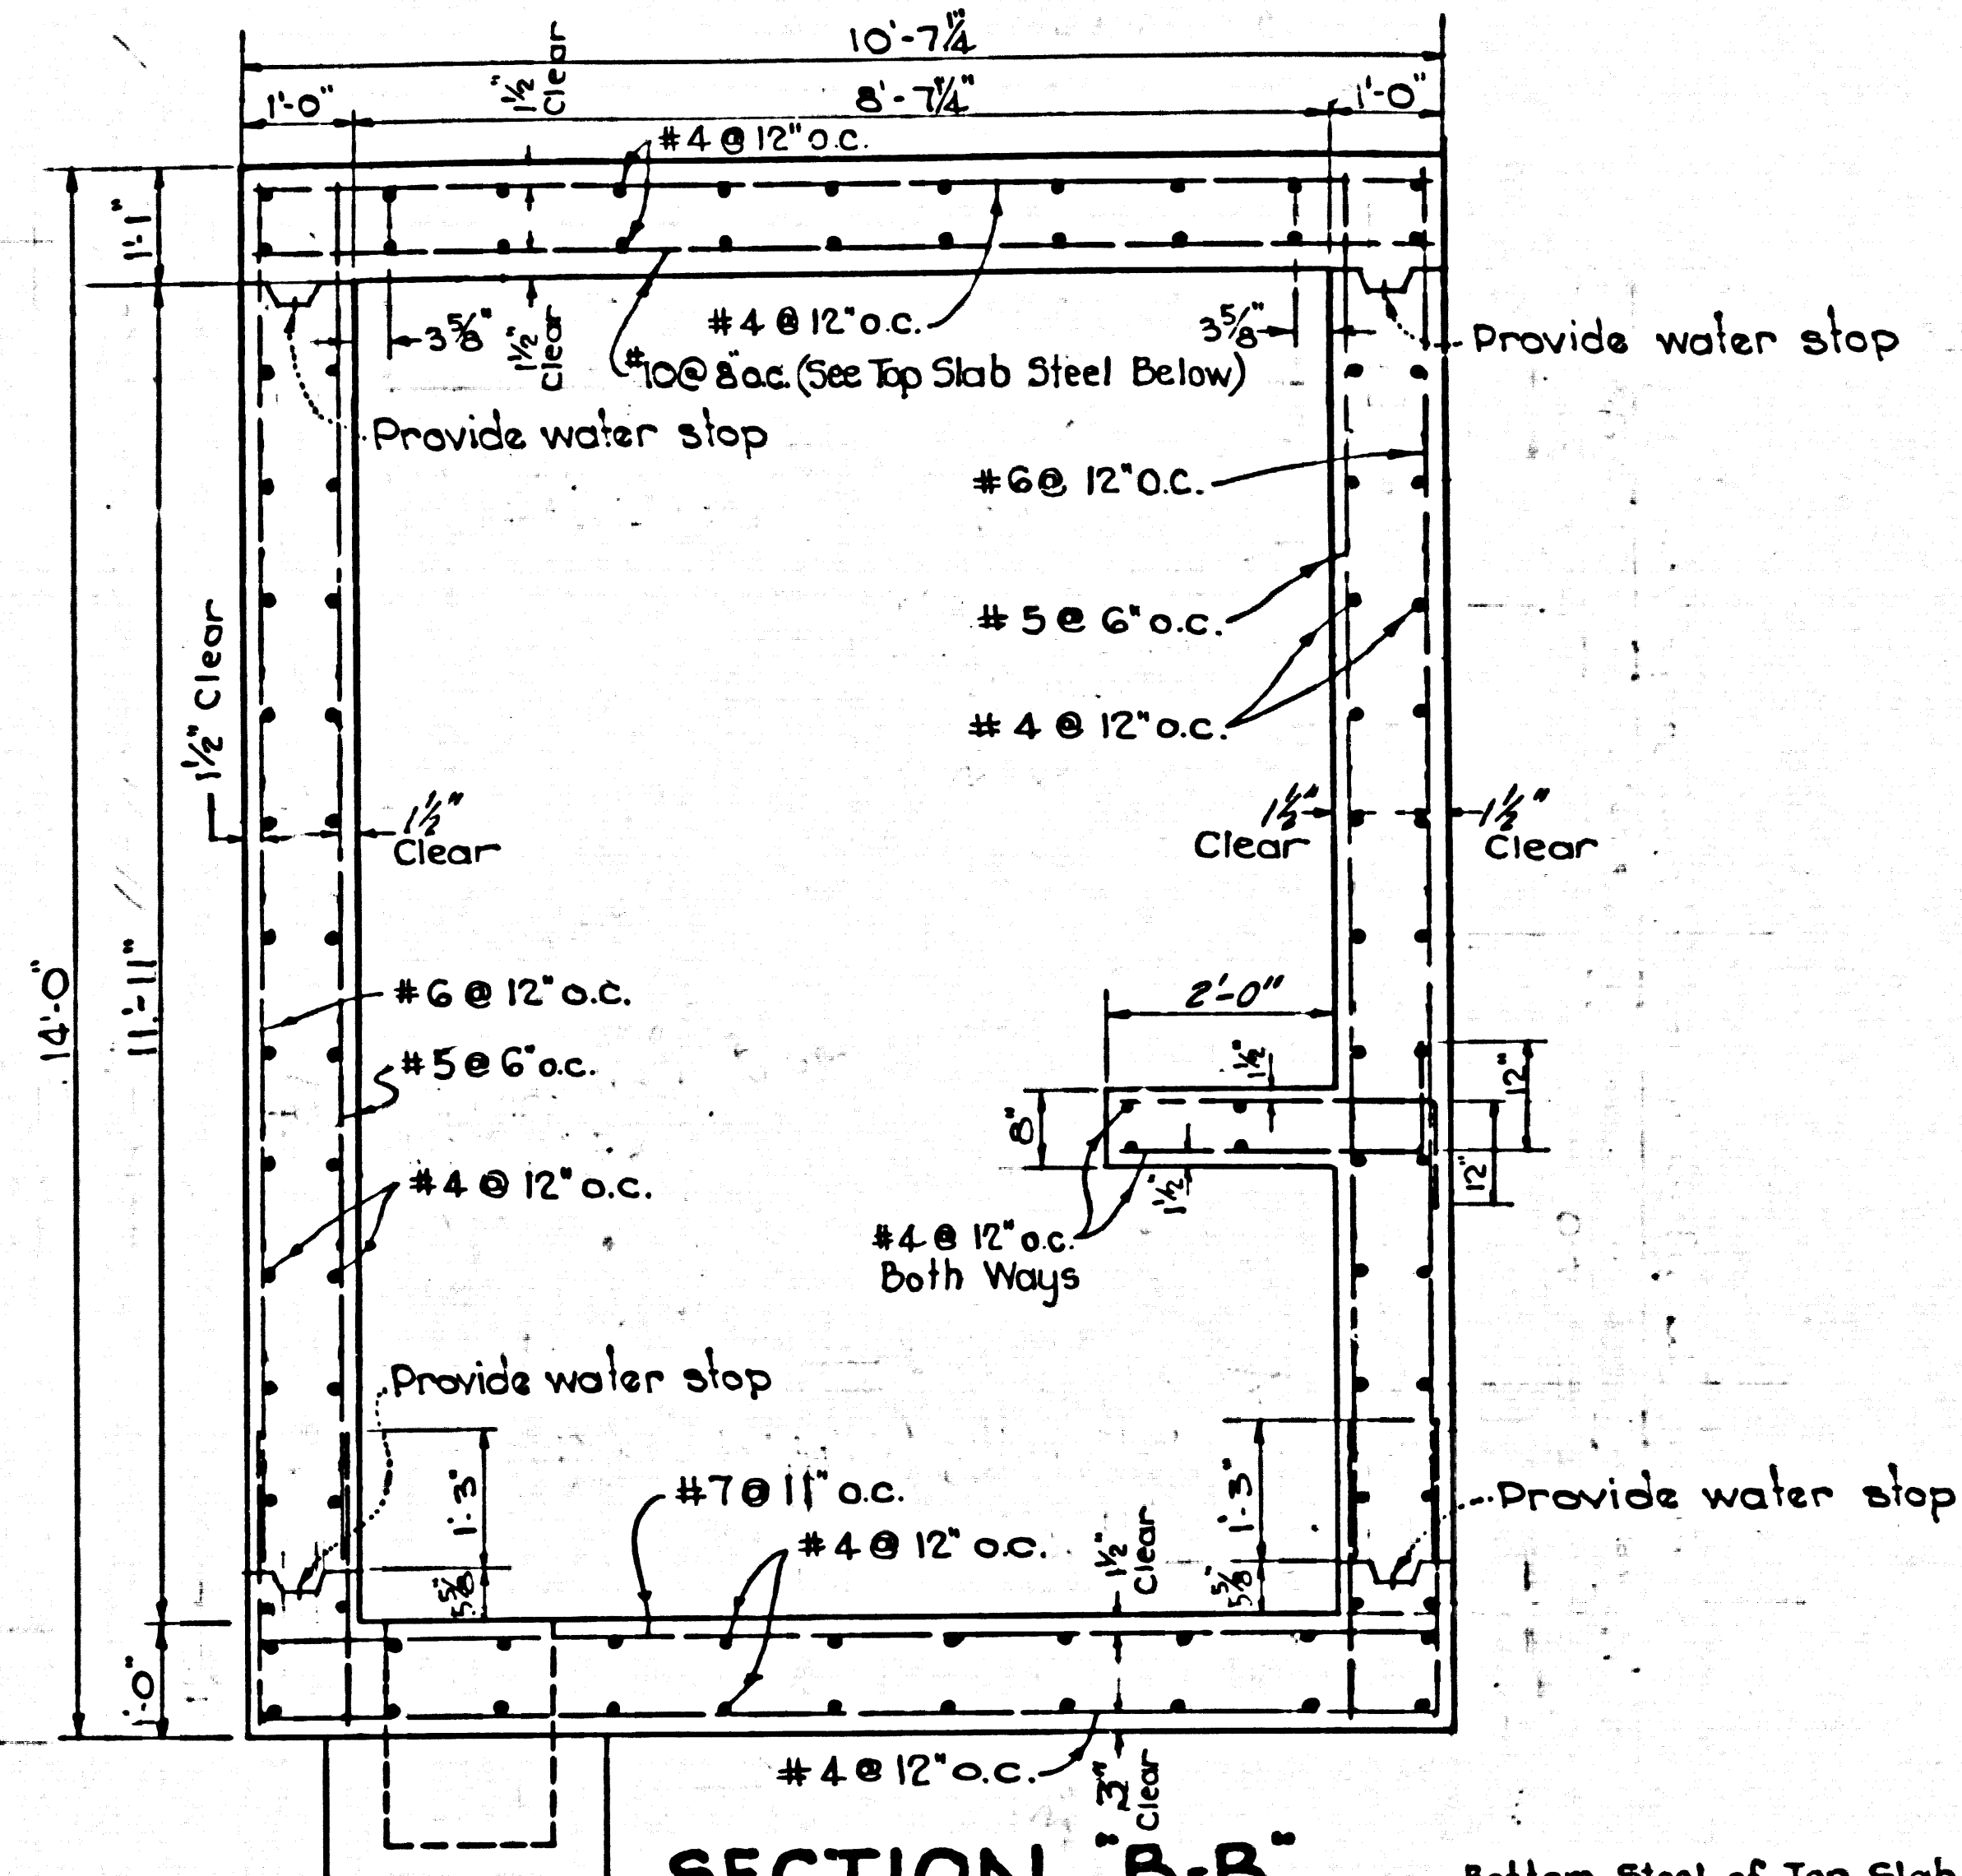 10'-7¼"
1'-0"
1½" Clear
8'-7¼"
1'-0"
#4 @ 12" o.c.
1'-1"
3⅝"
1½" Clear
#4 @ 12" o.c.
3⅝"
Provide water stop
#10 @ 8" o.c. (See Top Slab Steel Below)
Provide water stop
#6 @ 12" O.C.
#5 @ 6" o.c.
1½" Clear
#4 @ 12" o.c.
1½"
Clear
1½"
Clear
1½"
Clear
14'-0"
11'-11"
#6 @ 12" o.c.
2'-0"
#5 @ 6" o.c.
1½"
12"
8"
#4 @ 12" o.c.
1½"
12"
#4 @ 12" o.c.
Both Ways
Provide water stop
1'-3"
#7 @ 11" o.c.
1'-3"
Provide water stop
#4 @ 12" o.c.
1½" Clear
5⅝"
5⅝"
1'-0"
#4 @ 12" o.c.
3" Clear
SECTION "B-B"
Bottom Steel of Top Slab